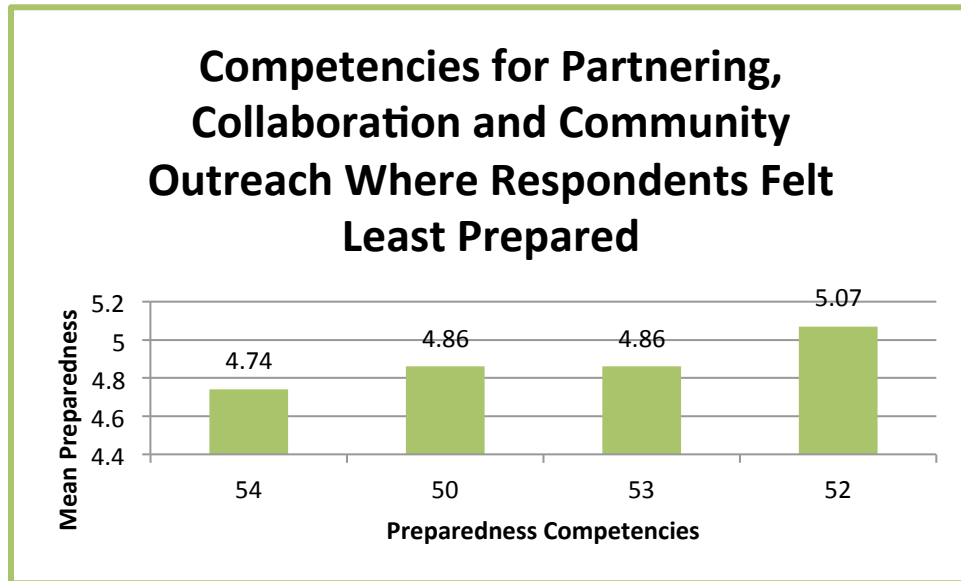 Competencies for Partnering,
Collaboration and Community
Outreach Where Respondents Felt
Least Prepared
Mean Preparedness
5.2
5
4.8
4.6
4.4
4.74
4.86
4.86
5.07
54
50
53
52
Preparedness Competencies